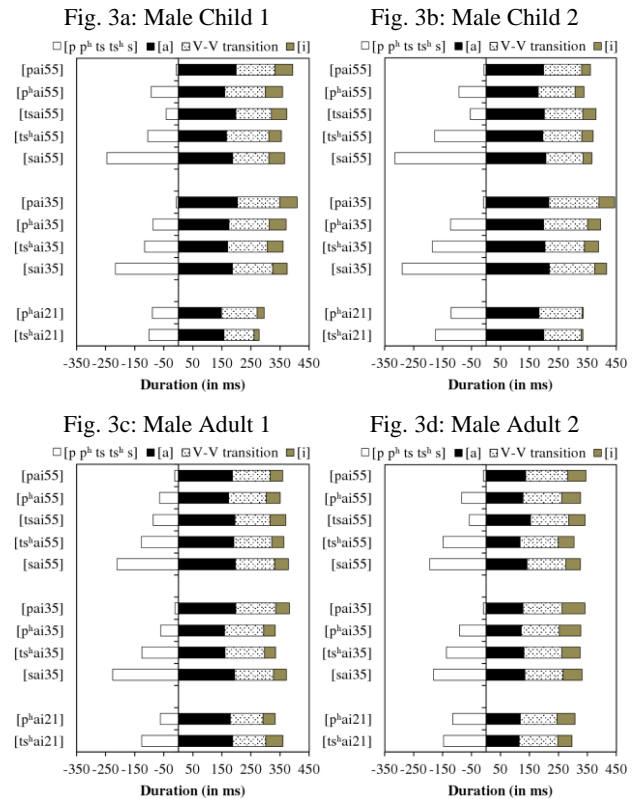 Fig. 3a: Male Child 1
□[p pʰ ts tsʰ s] ■[a] V-V transition [i]
[pai55]
[pʰai55]
[tsai55]
[tsʰai55]
[sai55]
[pai35]
[pʰai35]
[tsʰai35]
[sai35]
[pʰai21]
[tsʰai21]
-350 -250 -150 -50 50 150 250 350 450
Duration (in ms)
Fig. 3b: Male Child 2
□[p pʰ ts tsʰ s] ■[a] V-V transition [i]
[pai55]
[pʰai55]
[tsai55]
[tsʰai55]
[sai55]
[pai35]
[pʰai35]
[tsʰai35]
[sai35]
[pʰai21]
[tsʰai21]
-350 -250 -150 -50 50 150 250 350 450
Duration (in ms)
Fig. 3c: Male Adult 1
□[p pʰ ts tsʰ s] ■[a] V-V transition [i]
[pai55]
[pʰai55]
[tsai55]
[tsʰai55]
[sai55]
[pai35]
[pʰai35]
[tsʰai35]
[sai35]
[pʰai21]
[tsʰai21]
-350 -250 -150 -50 50 150 250 350 450
Duration (in ms)
Fig. 3d: Male Adult 2
□[p pʰ ts tsʰ s] ■[a] V-V transition [i]
[pai55]
[pʰai55]
[tsai55]
[tsʰai55]
[sai55]
[pai35]
[pʰai35]
[tsʰai35]
[sai35]
[pʰai21]
[tsʰai21]
-350 -250 -150 -50 50 150 250 350 450
Duration (in ms)